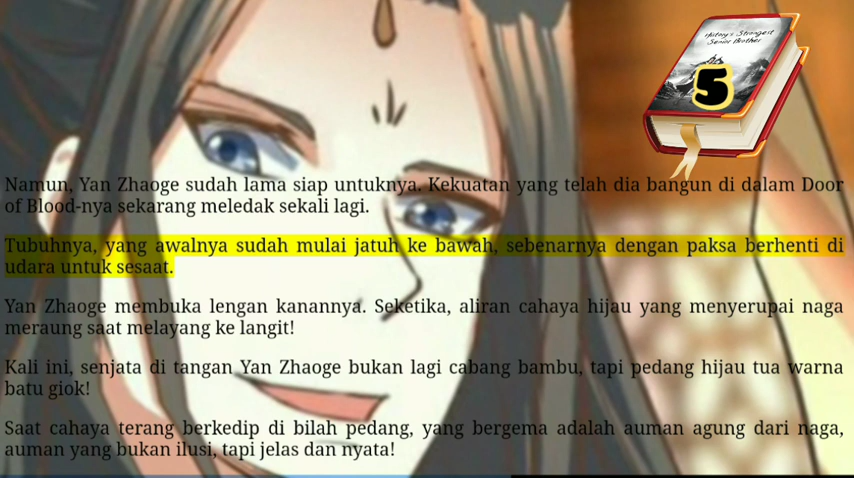 History's Strongest
Senior Brother
5
Namun, Yan Zhaoge sudah lama siap untuknya. Kekuatan yang telah dia bangun di dalam Door
of Blood-nya sekarang meledak sekali lagi.
Tubuhnya, yang awalnya sudah mulai jatuh ke bawah, sebenarnya dengan paksa berhenti di
udara untuk sesaat.
Yan Zhaoge membuka lengan kanannya. Seketika, aliran cahaya hijau yang menyerupai naga
meraung saat melayang ke langit!
Kali ini, senjata di tangan Yan Zhaoge bukan lagi cabang bambu, tapi pedang hijau tua warna
batu giok!
Saat cahaya terang berkedip di bilah pedang, yang bergema adalah auman agung dari naga,
auman yang bukan ilusi, tapi jelas dan nyata!